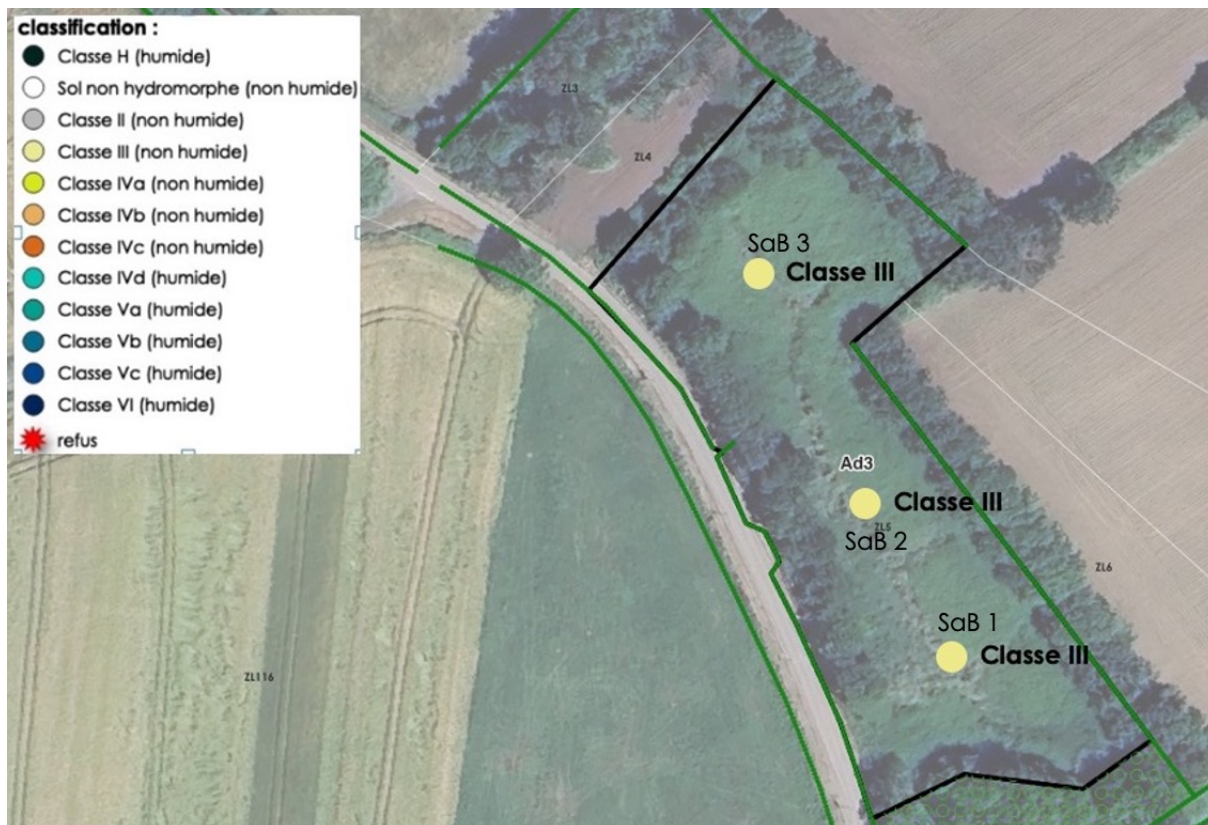 classification :
Classe H (humide)
Sol non hydromorphe (non humide)
Classe II (non humide)
Classe III (non humide)
Classe IVa (non humide)
Classe IVb (non humide)
Classe IVc (non humide)
Classe IVd (humide)
Classe Va (humide)
Classe Vb (humide)
Classe Vc (humide)
Classe VI (humide)
refus
ZL3
ZL4
SaB 3
Classe III
Ad3
Classe III
ZL5
SaB 2
ZL6
SaB 1
Classe III
ZL116